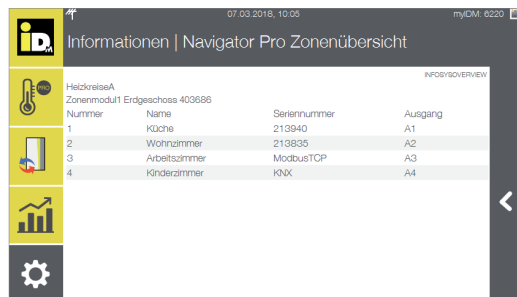 iDM
07.03.2018, 10:05
myIDM: 6220
Informationen | Navigator Pro Zonenübersicht
INFOSYSOVERVIEW
PRO
HeizkreiseA
Zonenmodul1 Erdgeschoss 403686
Nummer Name Seriennummer Ausgang
1 Küche 213940 A1
2 Wohnzimmer 213835 A2
3 Arbeitszimmer ModbusTCP A3
4 Kinderzimmer KNX A4